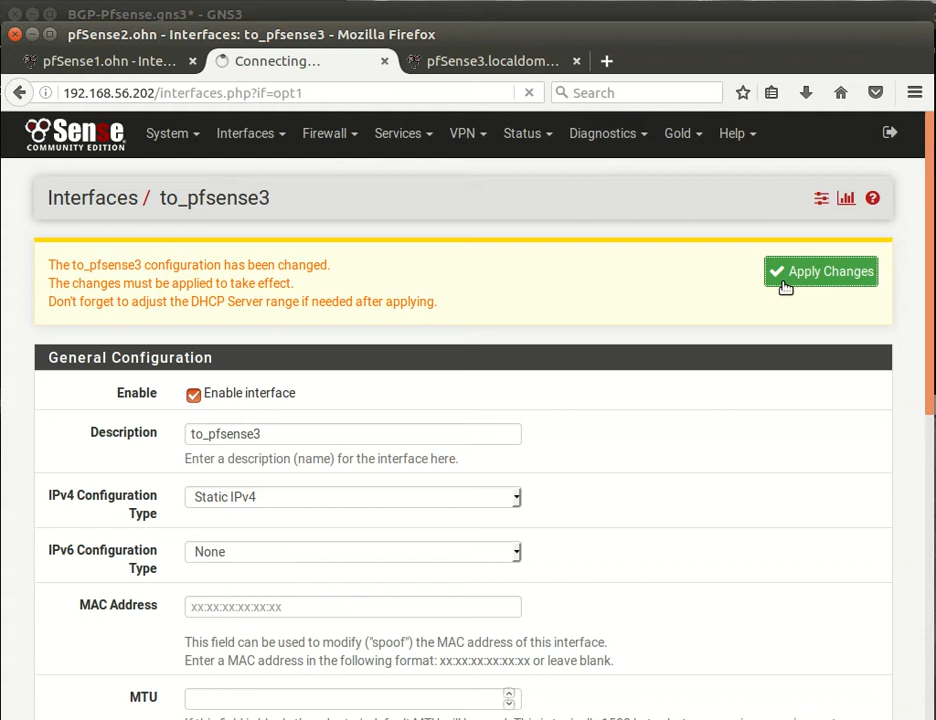 BGP-Pfsense.gns3* - GNS3
pfSense2.ohn - Interfaces: to_pfsense3 - Mozilla Firefox
pfSense1.ohn - Inte...
Connecting...
pfSense3.localdom...
192.168.56.202/interfaces.php?if=opt1
Search
Sense
COMMUNITY EDITION
System
Interfaces
Firewall
Services
VPN
Status
Diagnostics
Gold
Help
Interfaces / to_pfsense3
The to_pfsense3 configuration has been changed.
The changes must be applied to take effect.
Don't forget to adjust the DHCP Server range if needed after applying.
Apply Changes
General Configuration
Enable
Enable interface
Description
to_pfsense3
Enter a description (name) for the interface here.
IPv4 Configuration
Type
Static IPv4
IPv6 Configuration
Type
None
MAC Address
xx:xx:xx:xx:xx:xx
This field can be used to modify ("spoof") the MAC address of this interface.
Enter a MAC address in the following format: xx:xx:xx:xx:xx:xx or leave blank.
MTU